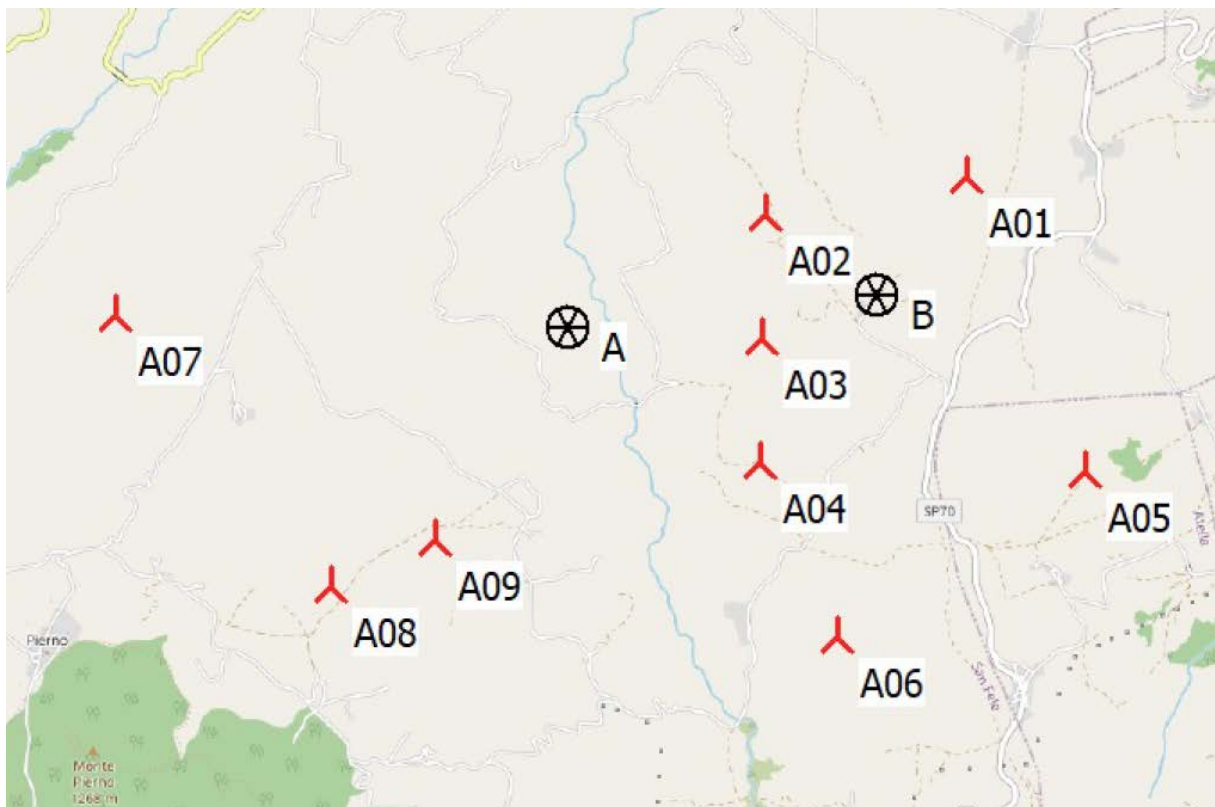 A01
A02
B
A
A03
A07
A04
SP70
A05
Atella
A09
A08
Pierno
A06
San Fele
Monte
Pierno
1268 m